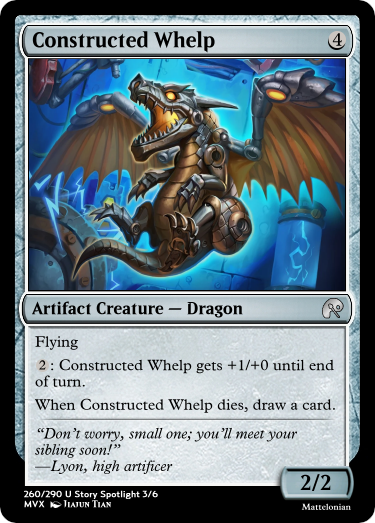 Constructed Whelp 4
Artifact Creature — Dragon
Flying
2: Constructed Whelp gets +1/+0 until end
of turn.
When Constructed Whelp dies, draw a card.
“Don’t worry, small one; you’ll meet your
sibling soon!”
—Lyon, high artificer
2/2
260/290 U Story Spotlight 3/6
MVX Jiajun Tian
Mattelonian